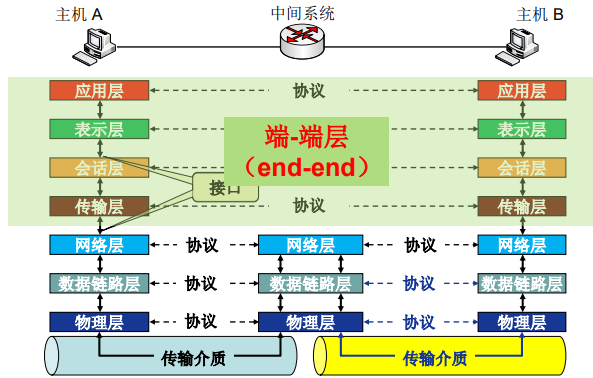 主机 A
中间系统
主机 B
应用层
协议
应用层
表示层
表示层
端-端层
（end-end）
会话层
会话层
接口
传输层
协议
传输层
网络层
协议
网络层
协议
网络层
数据链路层
协议
数据链路层
协议
数据链路层
物理层
协议
物理层
协议
物理层
传输介质
传输介质